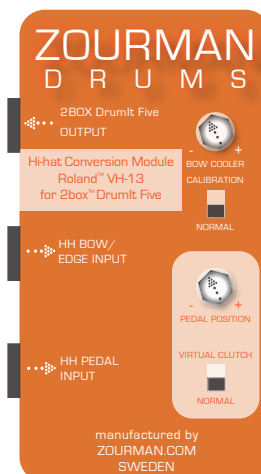 ZOURMAN
DRUMS
2BOX DrumIt Five
OUTPUT
Hi-hat Conversion Module
Roland™ VH-13
for 2box™ DrumIt Five
- +
BOW COOLER
CALIBRATION
NORMAL
HH BOW/
EDGE INPUT
- +
PEDAL POSITION
VIRTUAL CLUTCH
NORMAL
HH PEDAL
INPUT
manufactured by
ZOURMAN.COM
SWEDEN